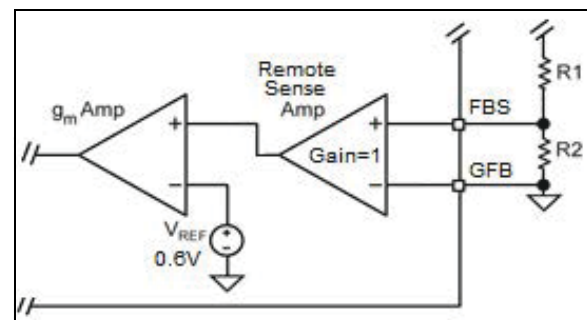 Remote
Sense
Amp
gm Amp
R1
FBS
+
+
Gain=1
R2
−
−
GFB
VREF
+
−
0.6V